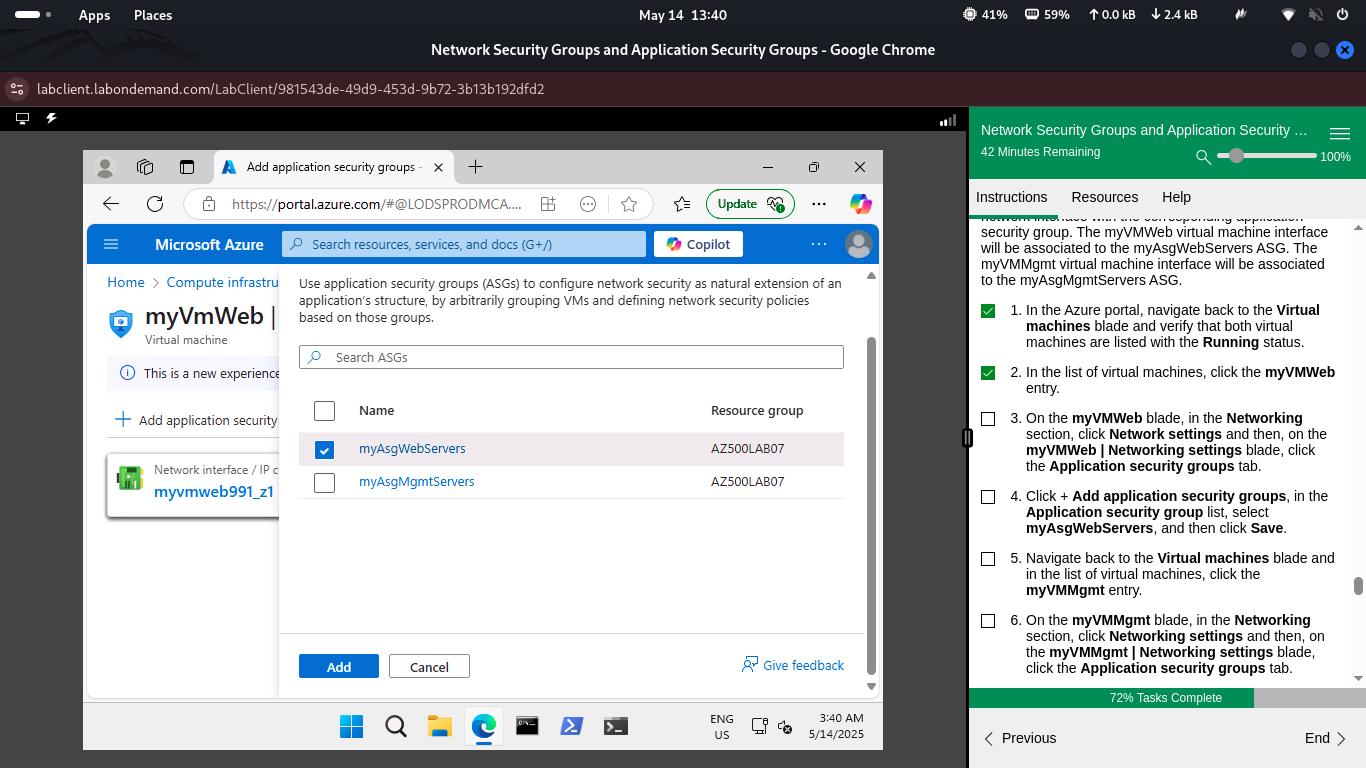 Apps Places May 14 13:40 41% 59% 0.0 kB 2.4 kB
Network Security Groups and Application Security Groups - Google Chrome
labclient.labondemand.com/LabClient/981543de-49d9-453d-9b72-3b13b192dfd2
Add application security groups -
https://portal.azure.com/#@LODSPRODMCA.... Update
Microsoft Azure Search resources, services, and docs (G+/) Copilot
Home > Compute infrastru
myVmWeb |
Virtual machine
This is a new experience
+ Add application security
Network interface / IP c
myvmweb991_z1
Use application security groups (ASGs) to configure network security as natural extension of an
application's structure, by arbitrarily grouping VMs and defining network security policies
based on those groups.
Search ASGs
Name Resource group
myAsgWebServers AZ500LAB07
myAsgMgmtServers AZ500LAB07
Add Cancel Give feedback
ENG
US
3:40 AM
5/14/2025
Network Security Groups and Application Security ...
42 Minutes Remaining
100%
Instructions Resources Help
network interface with the corresponding application
security group. The myVMWeb virtual machine interface
will be associated to the myAsgWebServers ASG. The
myVMMgmt virtual machine interface will be associated
to the myAsgMgmtServers ASG.
1. In the Azure portal, navigate back to the Virtual
machines blade and verify that both virtual
machines are listed with the Running status.
2. In the list of virtual machines, click the myVMWeb
entry.
3. On the myVMWeb blade, in the Networking
section, click Network settings and then, on the
myVMWeb | Networking settings blade, click
the Application security groups tab.
4. Click + Add application security groups, in the
Application security group list, select
myAsgWebServers, and then click Save.
5. Navigate back to the Virtual machines blade and
in the list of virtual machines, click the
myVMMgmt entry.
6. On the myVMMgmt blade, in the Networking
section, click Networking settings and then, on
the myVMMgmt | Networking settings blade,
click the Application security groups tab.
72% Tasks Complete
Previous End